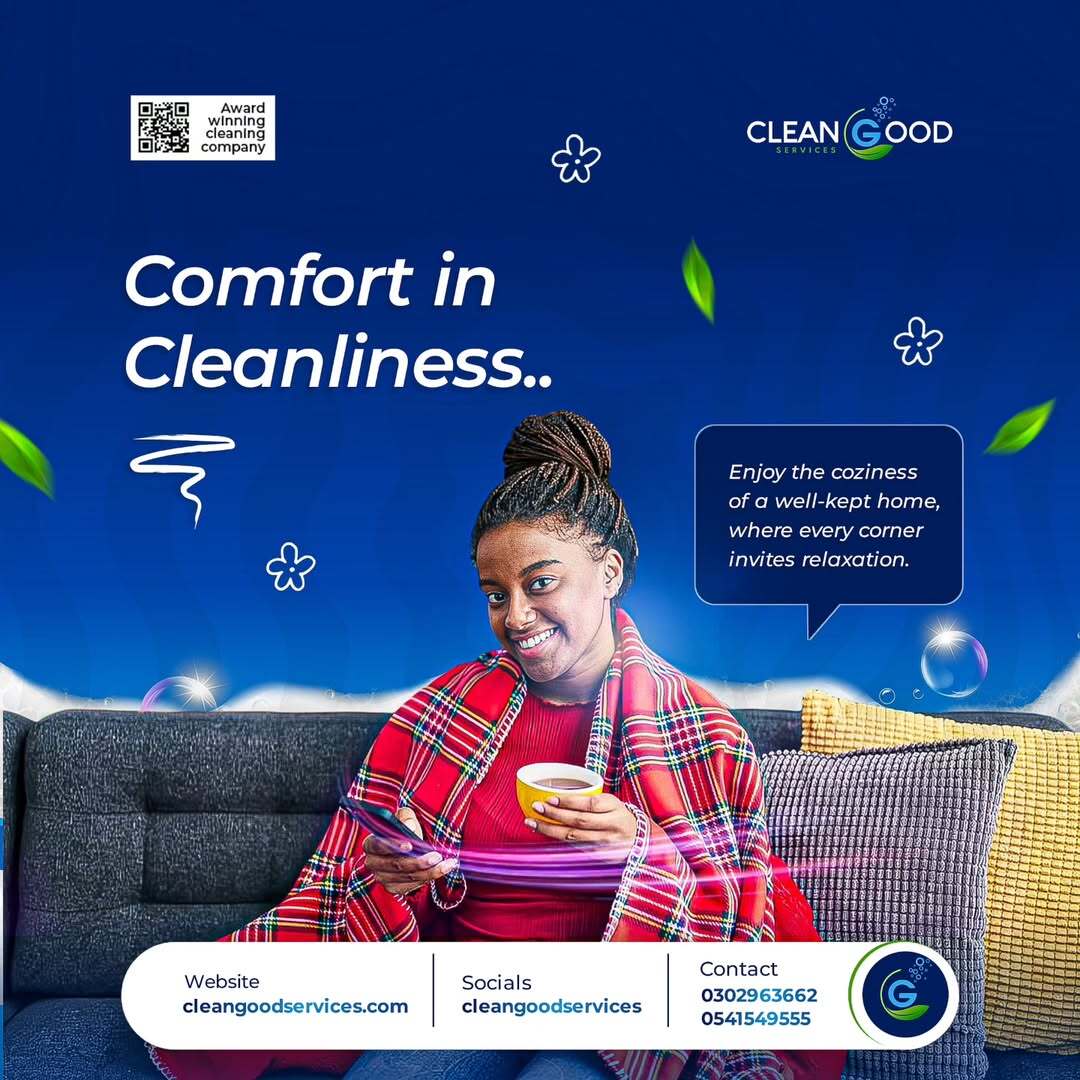 Award
winning
cleaning
company
CLEAN GOOD
SERVICES
Comfort in
Cleanliness..
Enjoy the coziness
of a well-kept home,
where every corner
invites relaxation.
Website
cleangoodservices.com
Socials
cleangoodservices
Contact
0302963662
0541549555
G